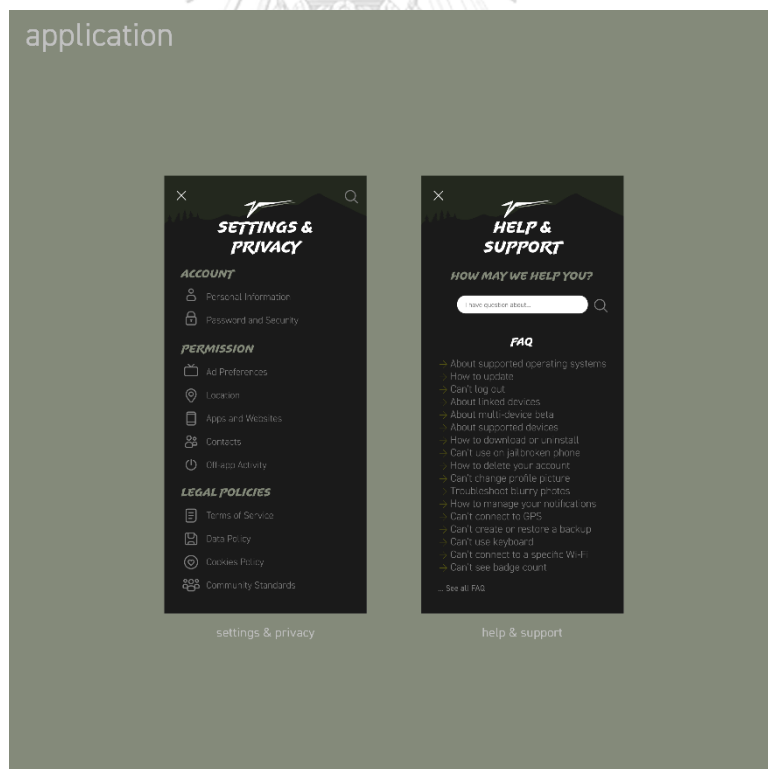 application
SETTINGS &
PRIVACY
ACCOUNT
Personal Information
Password and Security
PERMISSION
Ad Preferences
Location
Apps and Websites
Contacts
Off-app Activity
LEGAL POLICIES
Terms of Service
Data Policy
Cookies Policy
Community Standards
settings & privacy
HELP &
SUPPORT
HOW MAY WE HELP YOU?
I have question about...
FAQ
→ About supported operating systems
→ How to update
→ Can't log out
→ About linked devices
→ About multi-device beta
→ About supported devices
→ How to download or uninstall
→ Can't use on jailbroken phone
→ How to delete your account
→ Can't change profile picture
→ Troubleshoot blurry photos
→ How to manage your notifications
→ Can't connect to GPS
→ Can't create or restore a backup
→ Can't use keyboard
→ Can't connect to a specific Wi-Fi
→ Can't see badge count
... See all FAQ
help & support